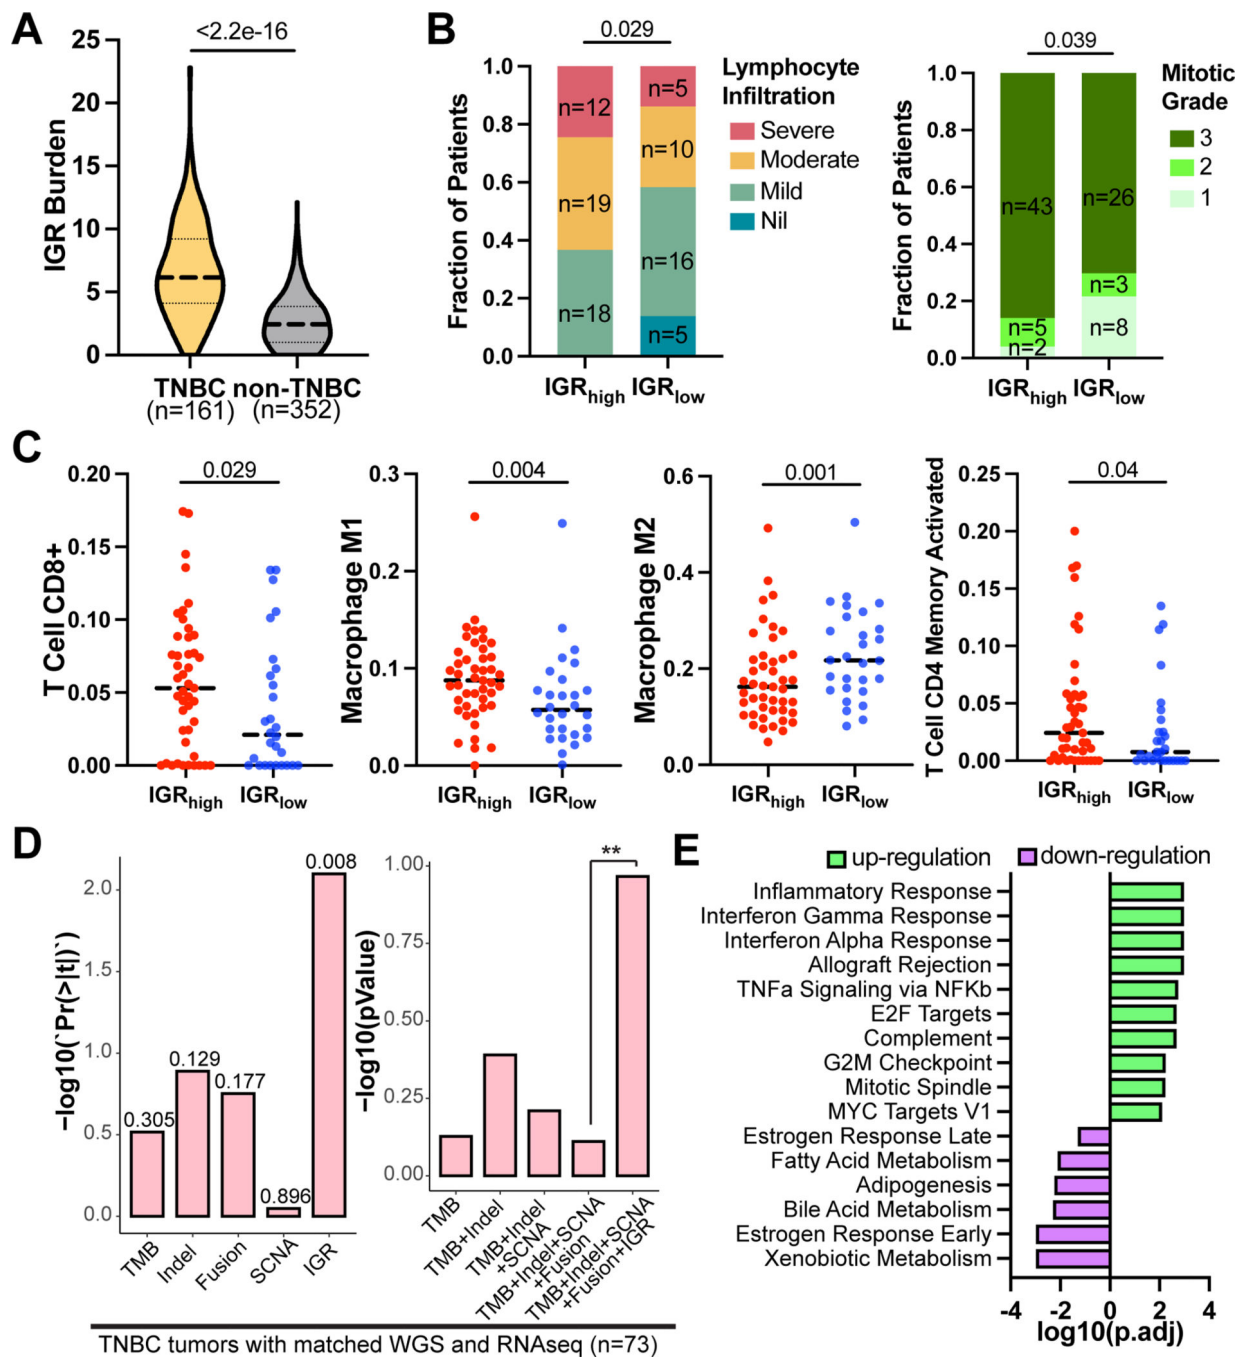 A
<2.2e-16
IGR Burden
25
20
15
10
5
0
TNBC
(n=161)
non-TNBC
(n=352)
B
0.029
Fraction of Patients
1.0
0.8
0.6
0.4
0.2
0.0
n=12
n=19
n=18
n=5
n=10
n=16
n=5
IGRhigh
IGRlow
Lymphocyte
Infiltration
Severe
Moderate
Mild
Nil
0.039
Fraction of Patients
1.0
0.8
0.6
0.4
0.2
0.0
n=43
n=5
n=2
n=26
n=3
n=8
IGRhigh
IGRlow
Mitotic
Grade
3
2
1
C
0.029
T Cell CD8+
0.20
0.15
0.10
0.05
0.00
IGRhigh
IGRlow
0.004
Macrophage M1
0.3
0.2
0.1
0.0
IGRhigh
IGRlow
0.001
Macrophage M2
0.6
0.4
0.2
0.0
IGRhigh
IGRlow
0.04
T Cell CD4 Memory Activated
0.25
0.20
0.15
0.10
0.05
0.00
IGRhigh
IGRlow
D
−log10(`Pr(>|t|)`)
2.0
1.5
1.0
0.5
0.0
0.305
0.129
0.177
0.896
0.008
TMB
Indel
Fusion
SCNA
IGR
−log10(pValue)
1.00
0.75
0.50
0.25
0.00
**
TMB
TMB+Indel
TMB+Indel
+SCNA
TMB+Indel+SCNA
+Fusion
TMB+Indel+SCNA
+Fusion+IGR
TNBC tumors with matched WGS and RNAseq (n=73)
E
up-regulation
down-regulation
Inflammatory Response
Interferon Gamma Response
Interferon Alpha Response
Allograft Rejection
TNFa Signaling via NFKb
E2F Targets
Complement
G2M Checkpoint
Mitotic Spindle
MYC Targets V1
Estrogen Response Late
Fatty Acid Metabolism
Adipogenesis
Bile Acid Metabolism
Estrogen Response Early
Xenobiotic Metabolism
-4 -2 0 2 4
log10(p.adj)